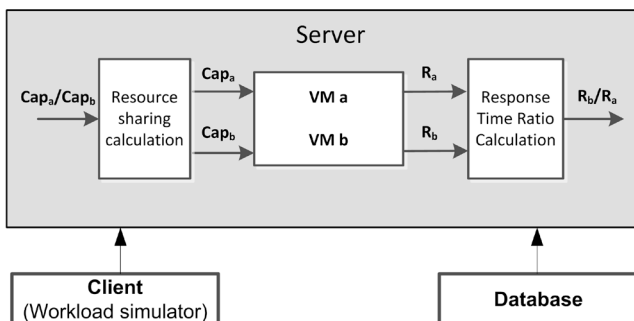 Server
Capa/Capb
Resource
sharing
calculation
Capa
Capb
VM a
VM b
Ra
Rb
Response
Time Ratio
Calculation
Rb/Ra
Client
(Workload simulator)
Database